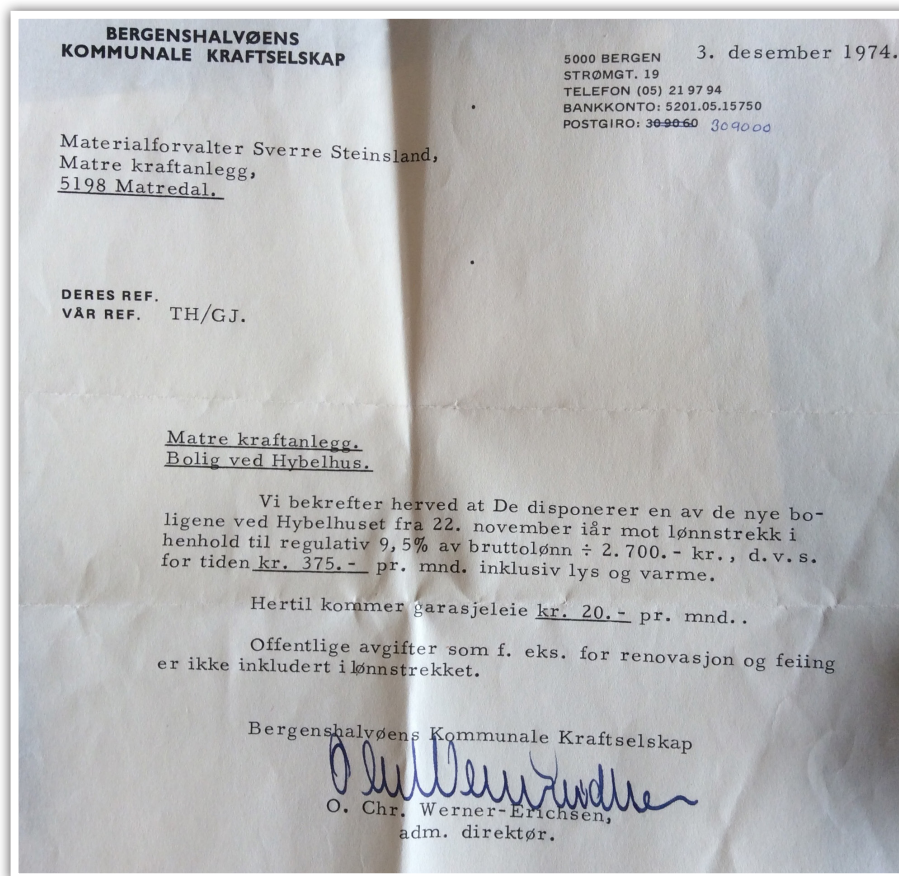 BERGENSHALVØENS
KOMMUNALE KRAFTSELSKAP
5000 BERGEN 3. desember 1974.
STRØMGT. 19
TELEFON (05) 21 97 94
BANKKONTO: 5201.05.15750
POSTGIRO: 30 90 60 309000
Materialforvalter Sverre Steinsland,
Matre kraftanlegg,
5198 Matredal.
DERES REF.
VÅR REF. TH/GJ.
Matre kraftanlegg.
Bolig ved Hybelhus.
Vi bekrefter herved at De disponerer en av de nye bo-
ligene ved Hybelhuset fra 22. november iår mot lønnstrekk i
henhold til regulativ 9,5% av bruttolønn ÷ 2.700.- kr., d.v.s.
for tiden kr. 375.- pr. mnd. inklusiv lys og varme.
Hertil kommer garasjeleie kr. 20.- pr. mnd..
Offentlige avgifter som f. eks. for renovasjon og feiing
er ikke inkludert i lønnstrekket.
Bergenshalvøens Kommunale Kraftselskap
O. Chr. Werner-Erichsen,
adm. direktør.